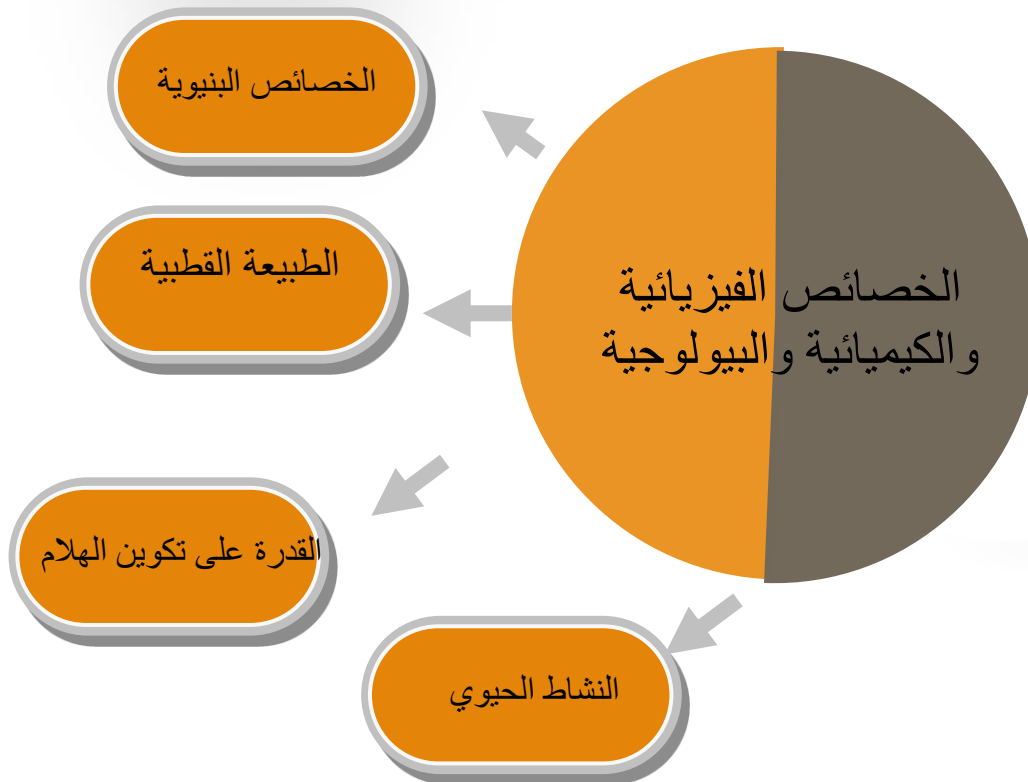 الخصائص الفيزيائية
والكيميائية والبيولوجية
الخصائص البنيوية
الطبيعة القطبية
القدرة على تكوين الهلام
النشاط الحيوي